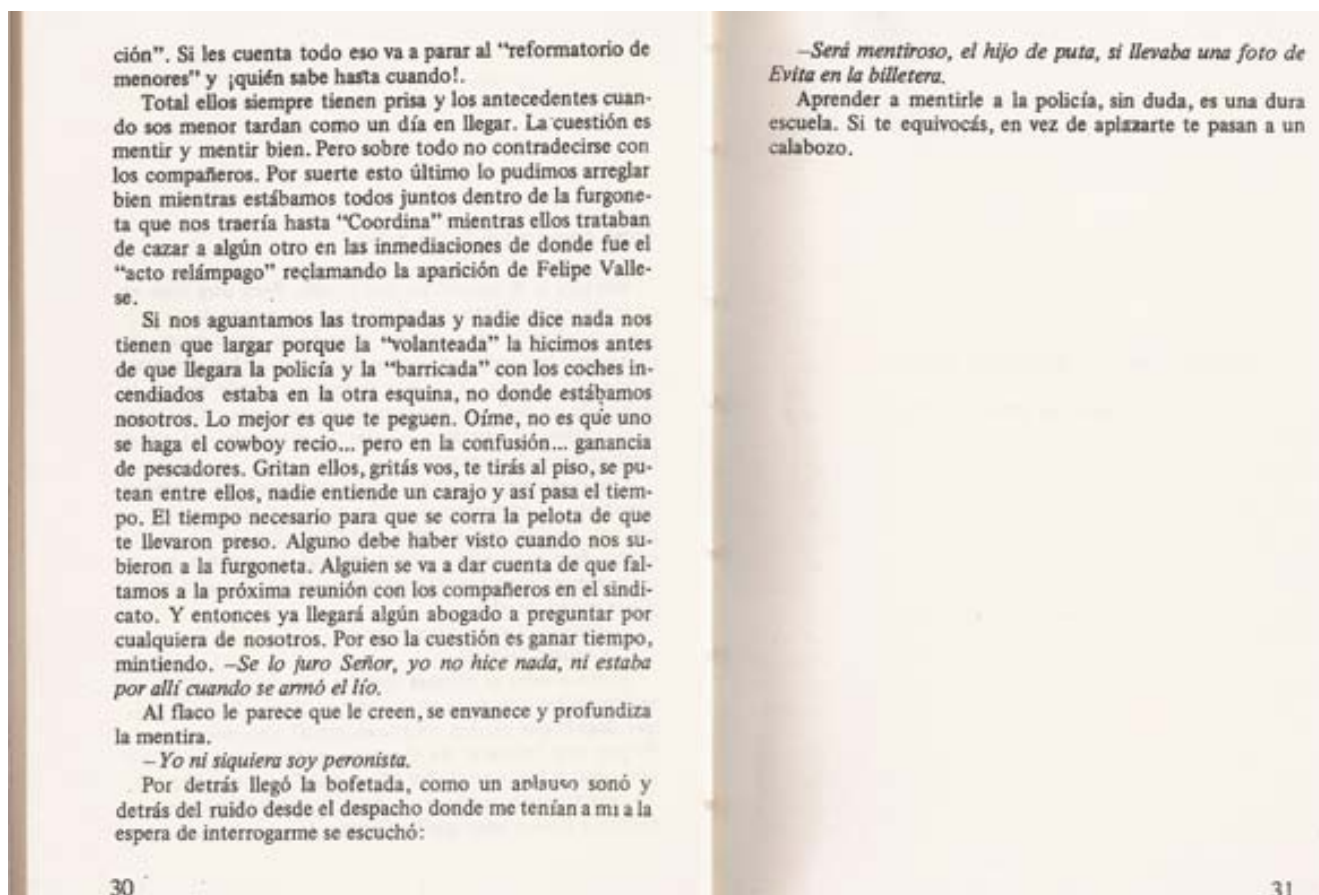 ción". Si les cuenta todo eso va a parar al "reformatorio de
menores" y ¡quién sabe hasta cuando!.
Total ellos siempre tienen prisa y los antecedentes cuan-
do sos menor tardan como un día en llegar. La cuestión es
mentir y mentir bien. Pero sobre todo no contradecirse con
los compañeros. Por suerte esto último lo pudimos arreglar
bien mientras estábamos todos juntos dentro de la furgone-
ta que nos traería hasta "Coordina" mientras ellos trataban
de cazar a algún otro en las inmediaciones de donde fue el
"acto relámpago" reclamando la aparición de Felipe Valle-
se.
Si nos aguantamos las trompadas y nadie dice nada nos
tienen que largar porque la "volanteada" la hicimos antes
de que llegara la policía y la "barricada" con los coches in-
cendiados estaba en la otra esquina, no donde estábamos
nosotros. Lo mejor es que te peguen. Oíme, no es que uno
se haga el cowboy recio... pero en la confusión... ganancia
de pescadores. Gritan ellos, gritás vos, te tirás al piso, se pu-
tean entre ellos, nadie entiende un carajo y así pasa el tiem-
po. El tiempo necesario para que se corra la pelota de que
te llevaron preso. Alguno debe haber visto cuando nos su-
bieron a la furgoneta. Alguien se va a dar cuenta de que fal-
tamos a la próxima reunión con los compañeros en el sindi-
cato. Y entonces ya llegará algún abogado a preguntar por
cualquiera de nosotros. Por eso la cuestión es ganar tiempo,
mintiendo. –Se lo juro Señor, yo no hice nada, ni estaba
por allí cuando se armó el lío.
Al flaco le parece que le creen, se envanece y profundiza
la mentira.
– Yo ni siquiera soy peronista.
Por detrás llegó la bofetada, como un aplauso sonó y
detrás del ruido desde el despacho donde me tenían a mi a la
espera de interrogarme se escuchó:
30
–Será mentiroso, el hijo de puta, si llevaba una foto de
Evita en la billetera.
Aprender a mentirle a la policía, sin duda, es una dura
escuela. Si te equivocás, en vez de aplazarte te pasan a un
calabozo.
31